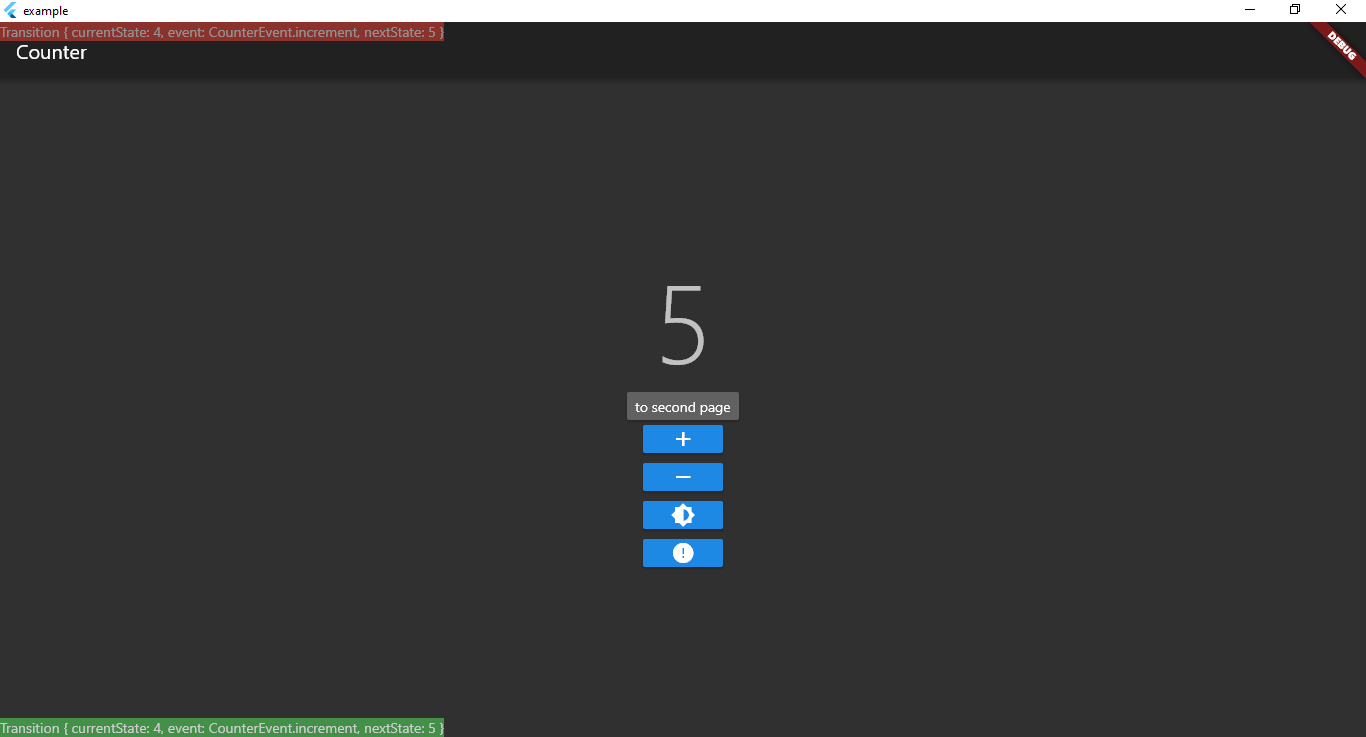 example
Transition { currentState: 4, event: CounterEvent.increment, nextState: 5 }
Counter
DEBUG
5
to second page
Transition { currentState: 4, event: CounterEvent.increment, nextState: 5 }